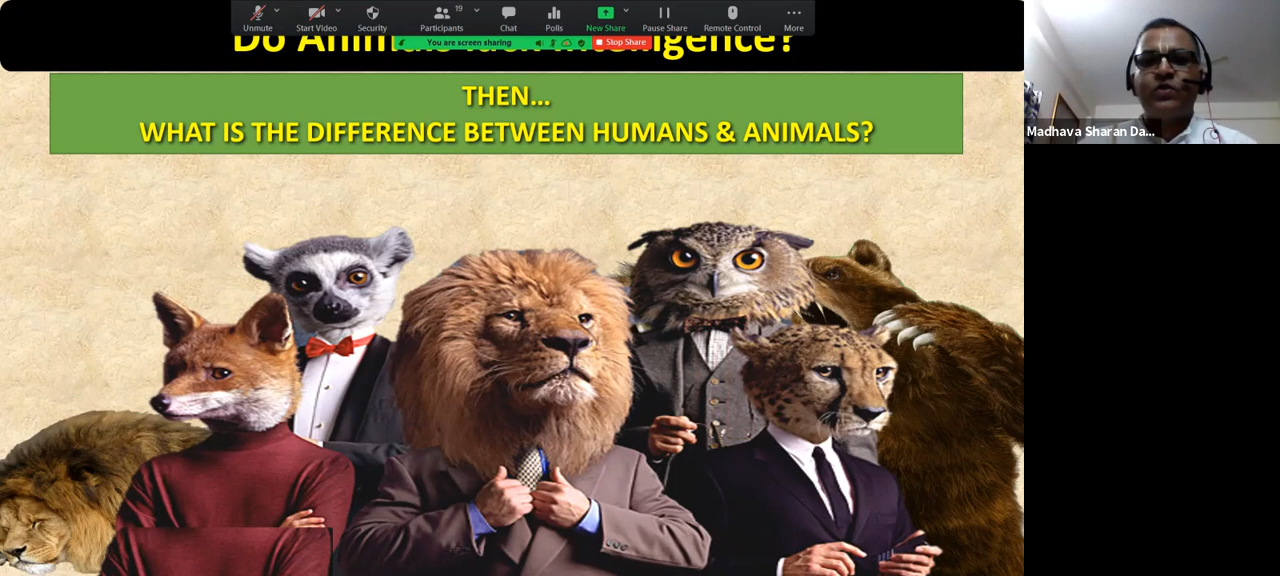 19
Unmute
Start Video
Security
Participants
Chat
Polls
New Share
Pause Share
Remote Control
More
You are screen sharing
Stop Share
THEN...
WHAT IS THE DIFFERENCE BETWEEN HUMANS & ANIMALS?
Madhava Sharan Da...